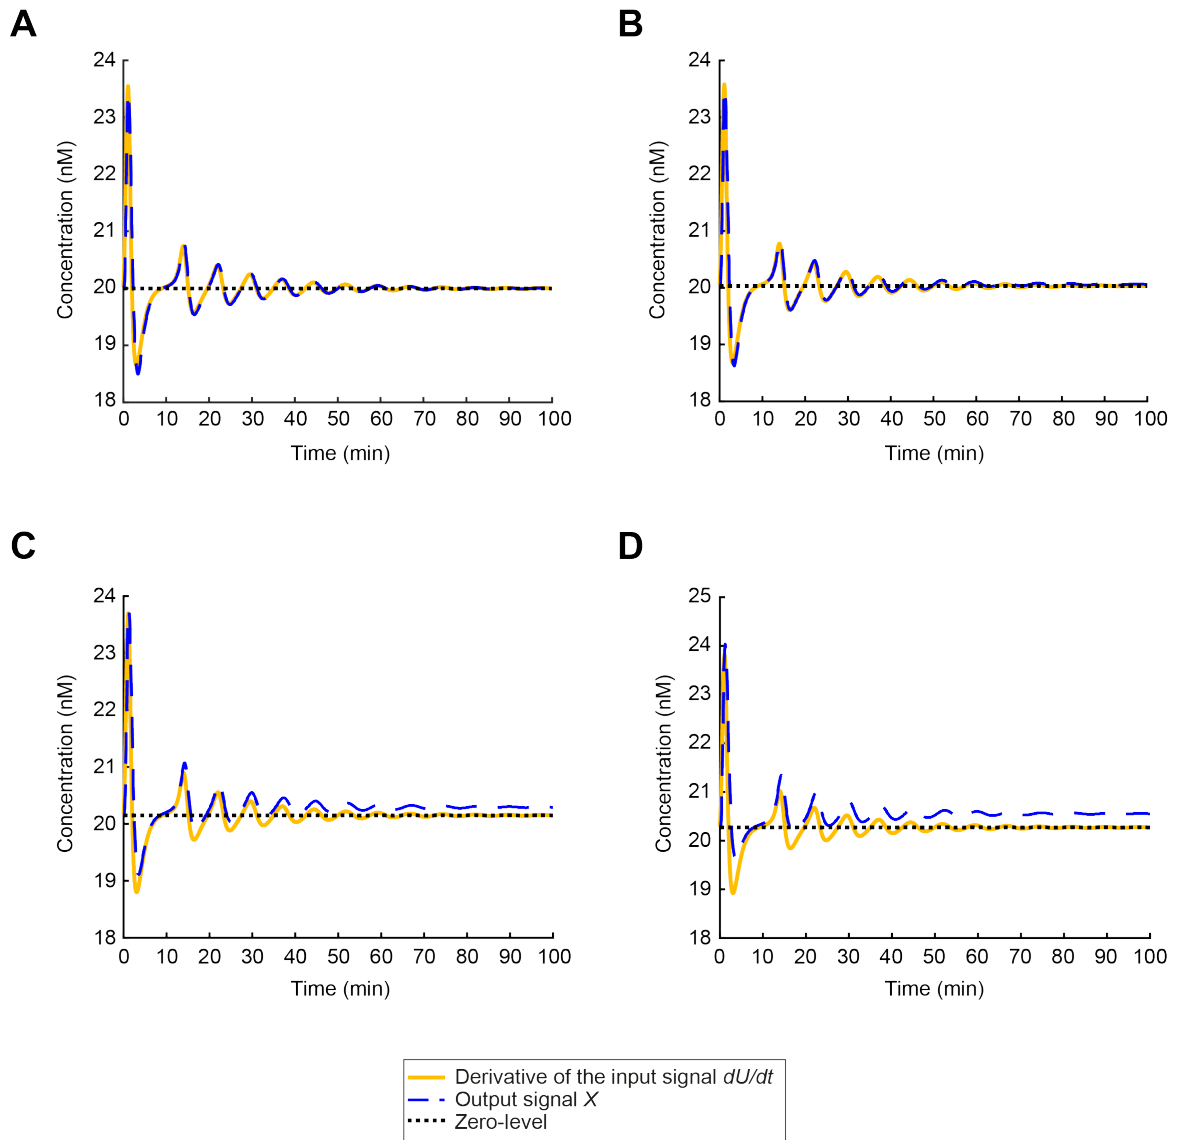 A
B
24
23
22
21
20
19
18
Concentration (nM)
0 10 20 30 40 50 60 70 80 90 100
Time (min)
24
23
22
21
20
19
18
Concentration (nM)
0 10 20 30 40 50 60 70 80 90 100
Time (min)
C
D
24
23
22
21
20
19
18
Concentration (nM)
0 10 20 30 40 50 60 70 80 90 100
Time (min)
25
24
23
22
21
20
19
18
Concentration (nM)
0 10 20 30 40 50 60 70 80 90 100
Time (min)
Derivative of the input signal dU/dt
Output signal X
Zero-level